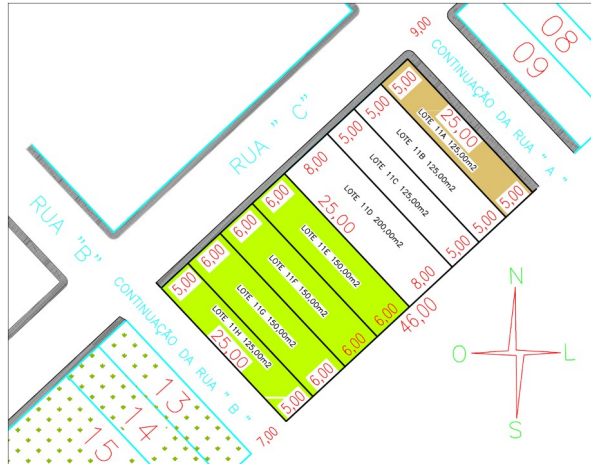 9,00
08
09
CONTINUAÇÃO DA RUA " A "
RUA " C"
5,00
5,00
5,00
8,00
6,00
6,00
6,00
5,00
25,00
LOTE 11A 125,00m2
LOTE 11B 125,00m2
LOTE 11C 125,00m2
LOTE 11D 200,00m2
25,00
LOTE 11E 150,00m2
LOTE 11F 150,00m2
LOTE 11G 150,00m2
LOTE 11H 125,00m2
25,00
5,00
5,00
5,00
8,00
6,00
6,00
6,00
5,00
46,00
RUA "B"
CONTINUAÇÃO DA RUA " B "
7,00
13
14
15
N
O
L
S